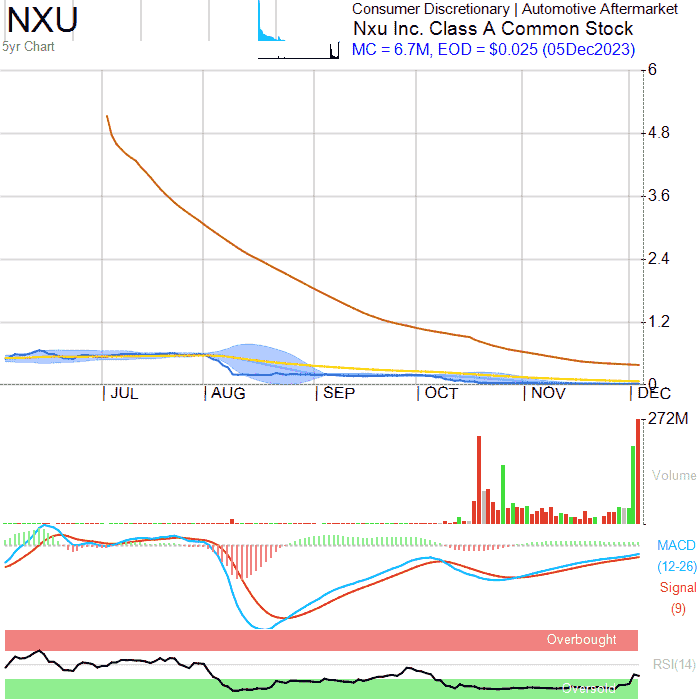 NXU
5yr Chart
Consumer Discretionary | Automotive Aftermarket
Nxu Inc. Class A Common Stock
MC = 6.7M, EOD = $0.025 (05Dec2023)
6
4.8
3.6
2.4
1.2
0
JUL AUG SEP OCT NOV DEC
272M
Volume
MACD
(12-26)
Signal
(9)
Overbought
RSI(14)
Oversold